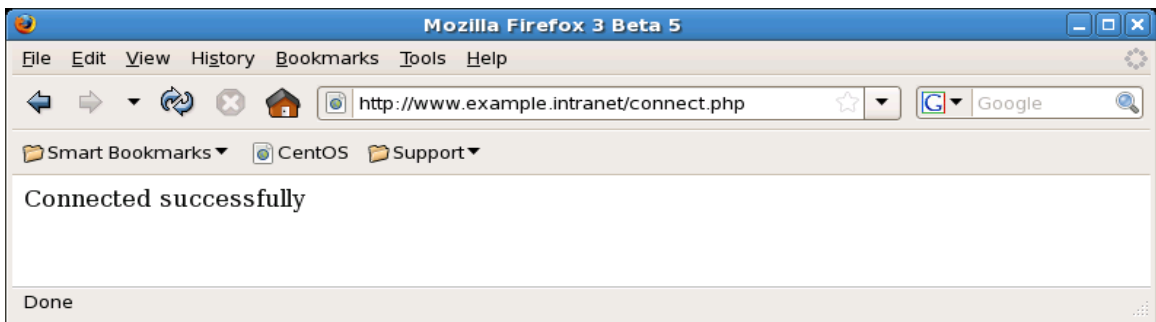 Mozilla Firefox 3 Beta 5
File Edit View History Bookmarks Tools Help
http://www.example.intranet/connect.php G Google
Smart Bookmarks CentOS Support
Connected successfully
Done